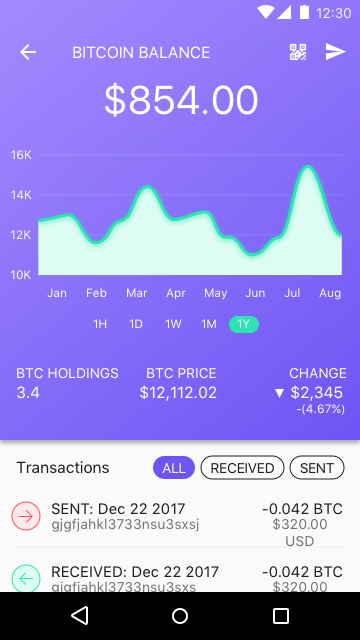 12:30
BITCOIN BALANCE
$854.00
16K
14K
12K
10K
Jan Feb Mar Apr May Jun Jul Aug
1H 1D 1W 1M 1Y
BTC HOLDINGS BTC PRICE CHANGE
3.4 $12,112.02 ▼ $2,345
-(4.67%)
Transactions ALL RECEIVED SENT
SENT: Dec 22 2017 -0.042 BTC
gjgfjahkl3733nsu3sxsj $320.00
USD
RECEIVED: Dec 22 2017 -0.042 BTC
gjgfjahkl3733nsu3sxsj $320.00